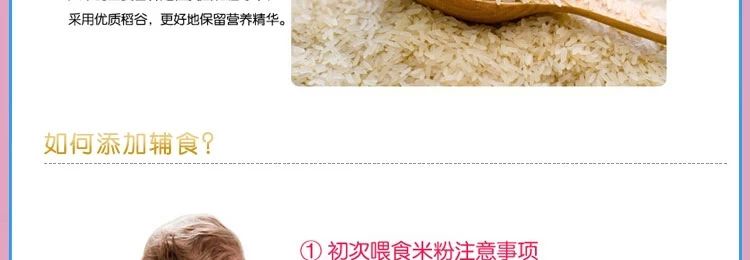 采用优质稻谷，更好地保留营养精华。
如何添加辅食？
① 初次喂食米粉注意事项